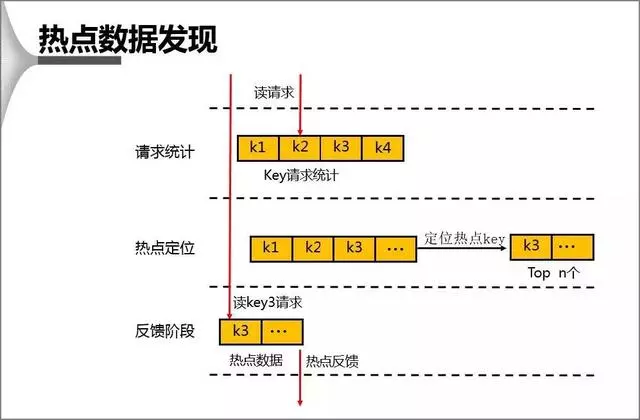 热点数据发现
读请求
请求统计
k1 k2 k3 k4
Key请求统计
热点定位
k1 k2 k3 ...
定位热点key
k3 ...
Top n个
读key3请求
反馈阶段
k3 ...
热点数据
热点反馈